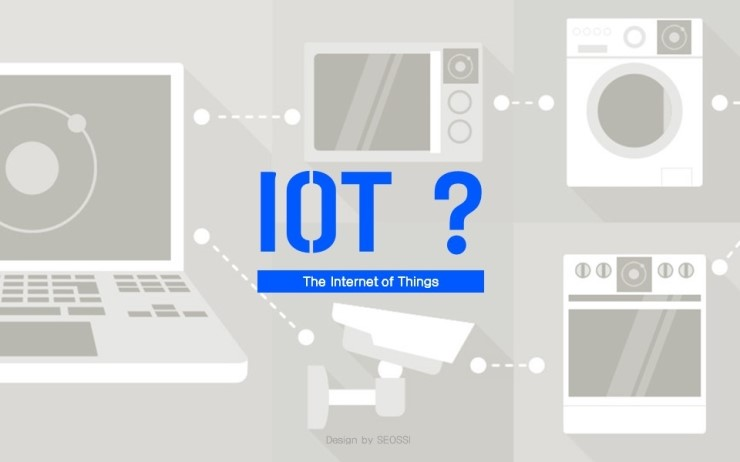 IOT ?
The Internet of Things
Design by SEOSSI